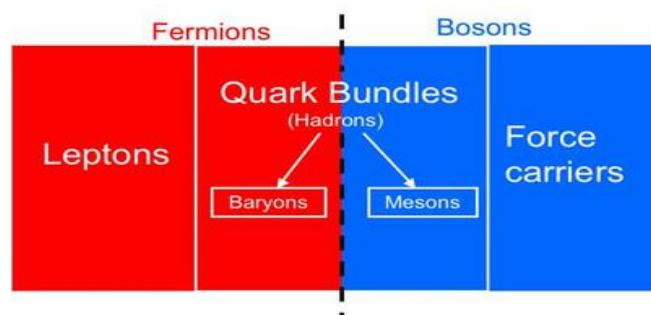 Fermions
Bosons
Quark Bundles
(Hadrons)
Leptons
Force
carriers
Baryons
Mesons